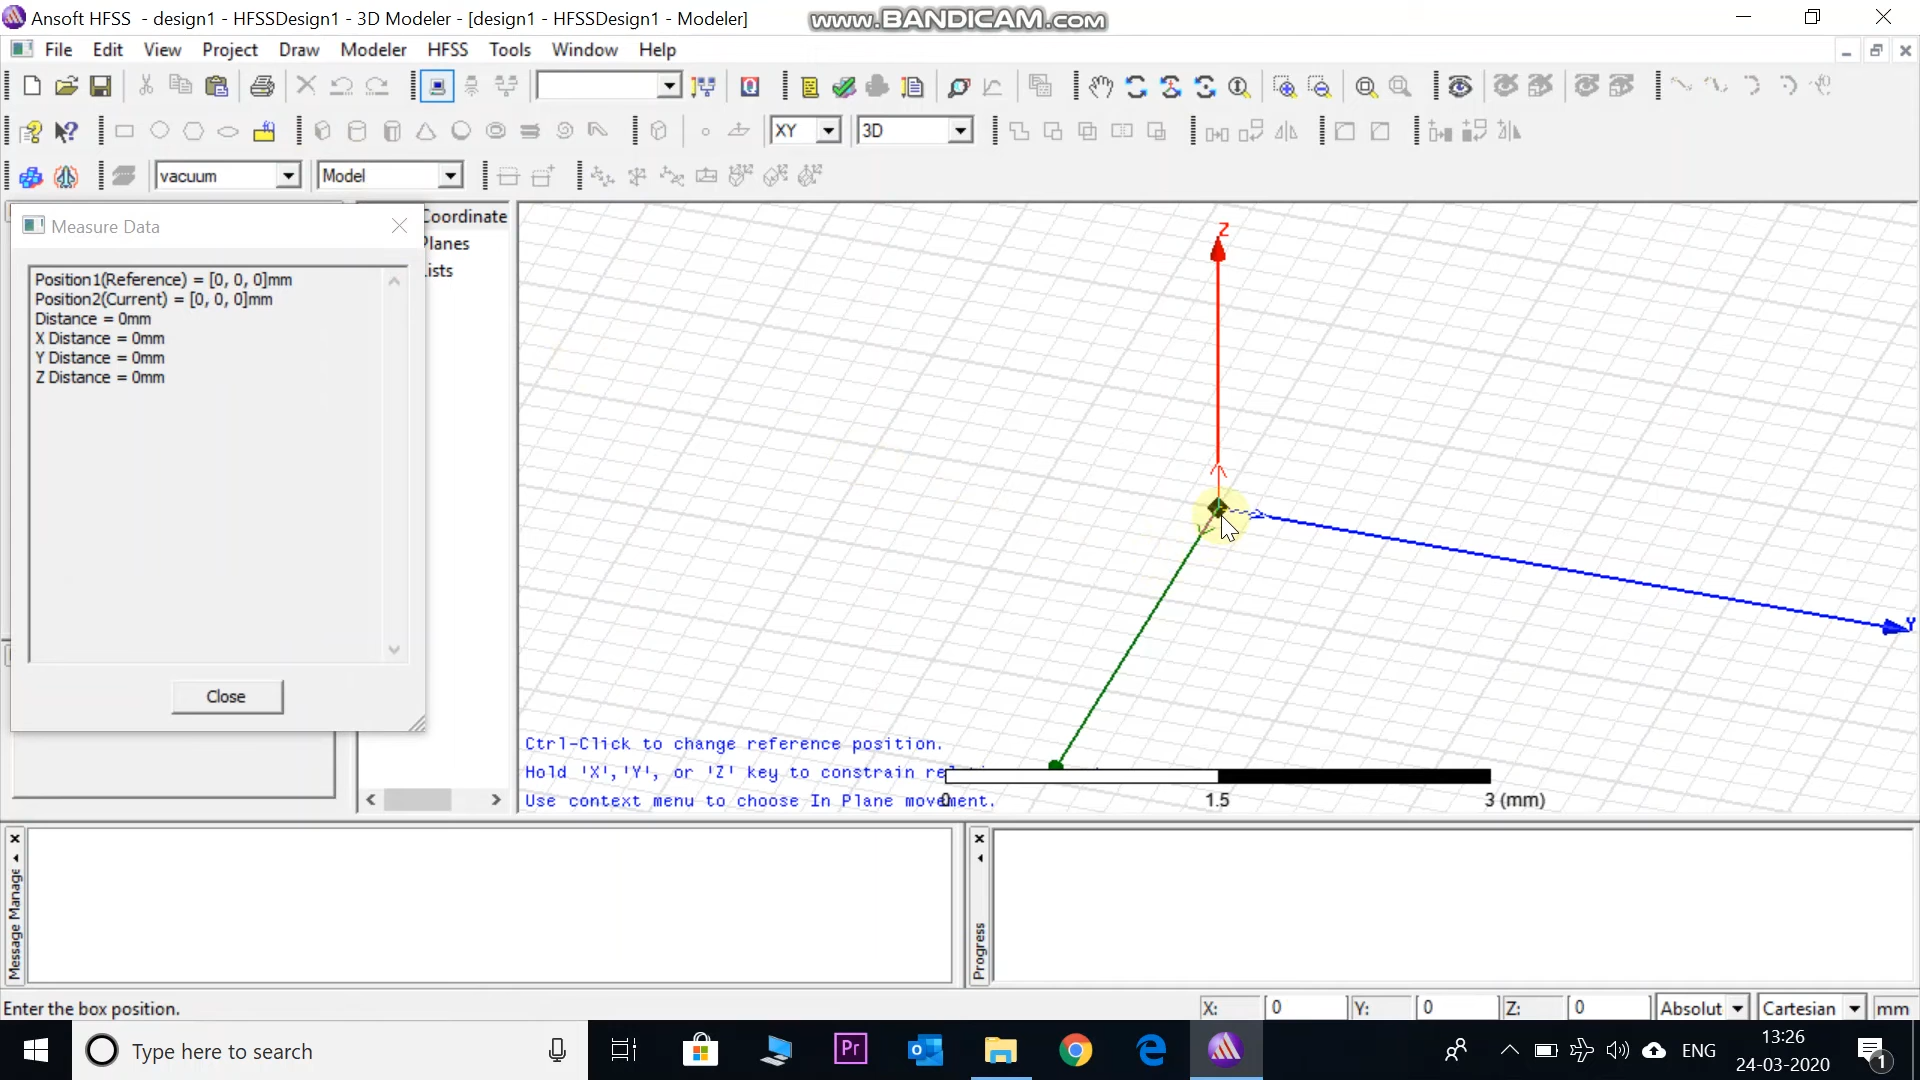 Ansoft HFSS - design1 - HFSSDesign1 - 3D Modeler - [design1 - HFSSDesign1 - Modeler]
www.BANDICAM.com
File Edit View Project Draw Modeler HFSS Tools Window Help
XY 3D
vacuum Model
Measure Data
Coordinate
Planes
Lists
Position1(Reference) = [0, 0, 0]mm
Position2(Current) = [0, 0, 0]mm
Distance = 0mm
X Distance = 0mm
Y Distance = 0mm
Z Distance = 0mm
Close
Z
Y
Ctrl-Click to change reference position.
Hold 'X','Y', or 'Z' key to constrain
Use context menu to choose In Plane movement.
0 1.5 3 (mm)
Message Manage
Progress
Enter the box position.
X: 0 Y: 0 Z: 0 Absolut Cartesian mm
Type here to search
Pr
ENG
13:26
24-03-2020
1